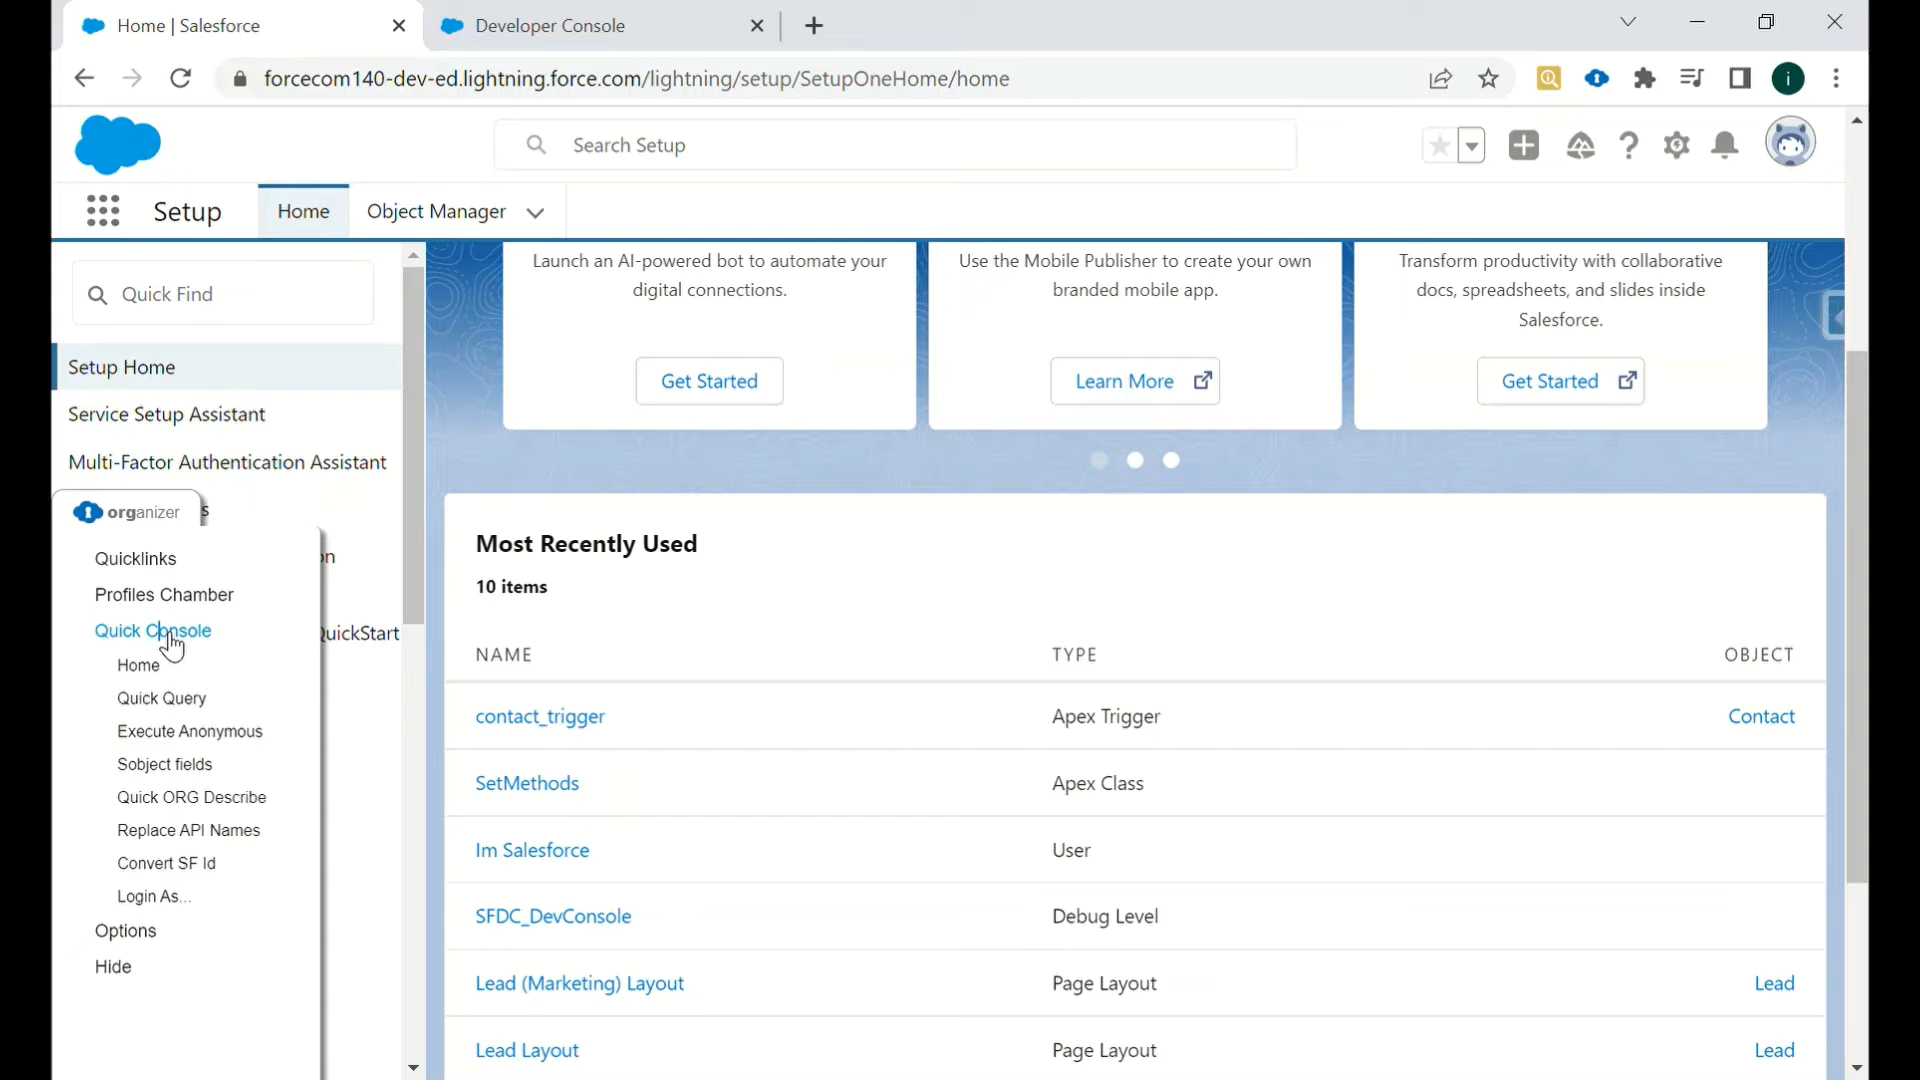 Home | Salesforce
Developer Console
forcecom140-dev-ed.lightning.force.com/lightning/setup/SetupOneHome/home
i
Search Setup
Setup
Home
Object Manager
Quick Find
Setup Home
Service Setup Assistant
Multi-Factor Authentication Assistant
s
on
QuickStart
organizer
Quicklinks
Profiles Chamber
Quick Console
Home
Quick Query
Execute Anonymous
Sobject fields
Quick ORG Describe
Replace API Names
Convert SF Id
Login As...
Options
Hide
Launch an AI-powered bot to automate your
digital connections.
Get Started
Use the Mobile Publisher to create your own
branded mobile app.
Learn More
Transform productivity with collaborative
docs, spreadsheets, and slides inside
Salesforce.
Get Started
Most Recently Used
10 items
NAME TYPE OBJECT
contact_trigger Apex Trigger Contact
SetMethods Apex Class
Im Salesforce User
SFDC_DevConsole Debug Level
Lead (Marketing) Layout Page Layout Lead
Lead Layout Page Layout Lead